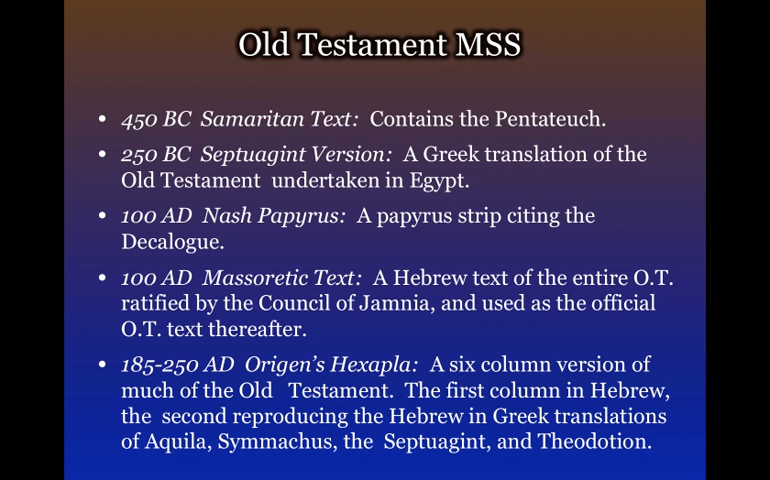 Old Testament MSS
• 450 BC Samaritan Text: Contains the Pentateuch.
• 250 BC Septuagint Version: A Greek translation of the
Old Testament undertaken in Egypt.
• 100 AD Nash Papyrus: A papyrus strip citing the
Decalogue.
• 100 AD Massoretic Text: A Hebrew text of the entire O.T.
ratified by the Council of Jamnia, and used as the official
O.T. text thereafter.
• 185-250 AD Origen's Hexapla: A six column version of
much of the Old Testament. The first column in Hebrew,
the second reproducing the Hebrew in Greek translations
of Aquila, Symmachus, the Septuagint, and Theodotion.